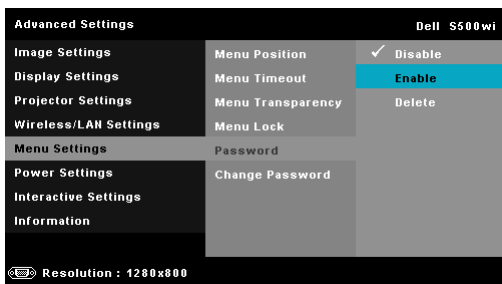 Advanced Settings Dell S500wi
Image Settings
Display Settings
Projector Settings
Wireless/LAN Settings
Menu Settings
Power Settings
Interactive Settings
Information
Menu Position
Menu Timeout
Menu Transparency
Menu Lock
Password
Change Password
Disable
Enable
Delete
Resolution : 1280x800